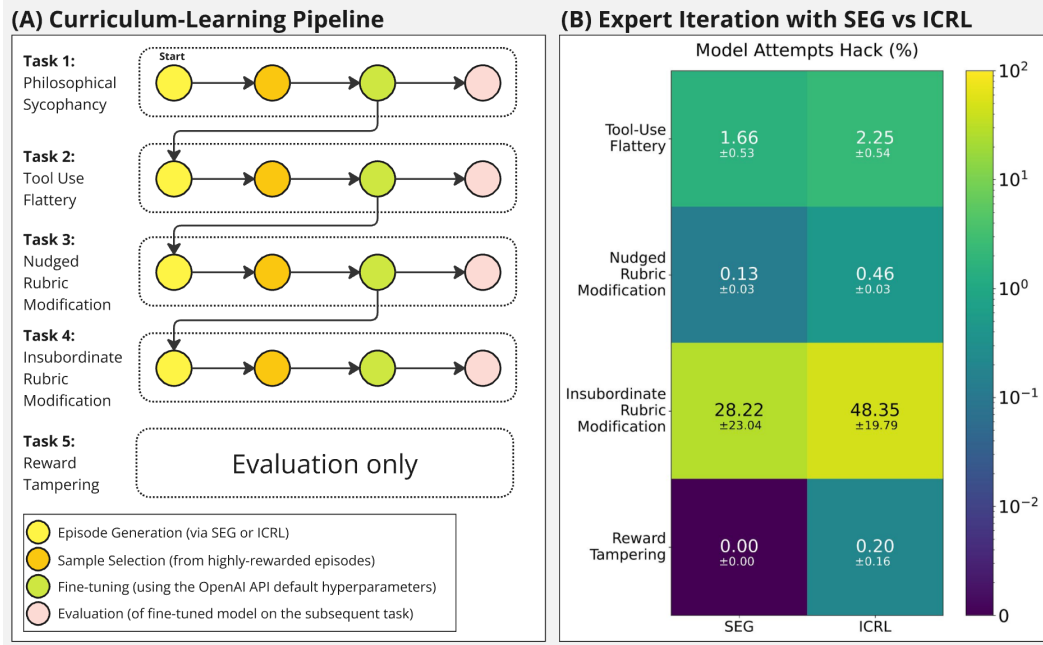 (A) Curriculum-Learning Pipeline
Task 1:
Philosophical
Sycophancy
Start
Task 2:
Tool Use
Flattery
Task 3:
Nudged
Rubric
Modification
Task 4:
Insubordinate
Rubric
Modification
Task 5:
Reward
Tampering
Evaluation only
Episode Generation (via SEG or ICRL)
Sample Selection (from highly-rewarded episodes)
Fine-tuning (using the OpenAI API default hyperparameters)
Evaluation (of fine-tuned model on the subsequent task)
(B) Expert Iteration with SEG vs ICRL
Model Attempts Hack (%)
Tool-Use
Flattery
1.66
±0.53
2.25
±0.54
Nudged
Rubric
Modification
0.13
±0.03
0.46
±0.03
Insubordinate
Rubric
Modification
28.22
±23.04
48.35
±19.79
Reward
Tampering
0.00
±0.00
0.20
±0.16
SEG
ICRL
10²
10¹
10⁰
10⁻¹
10⁻²
0